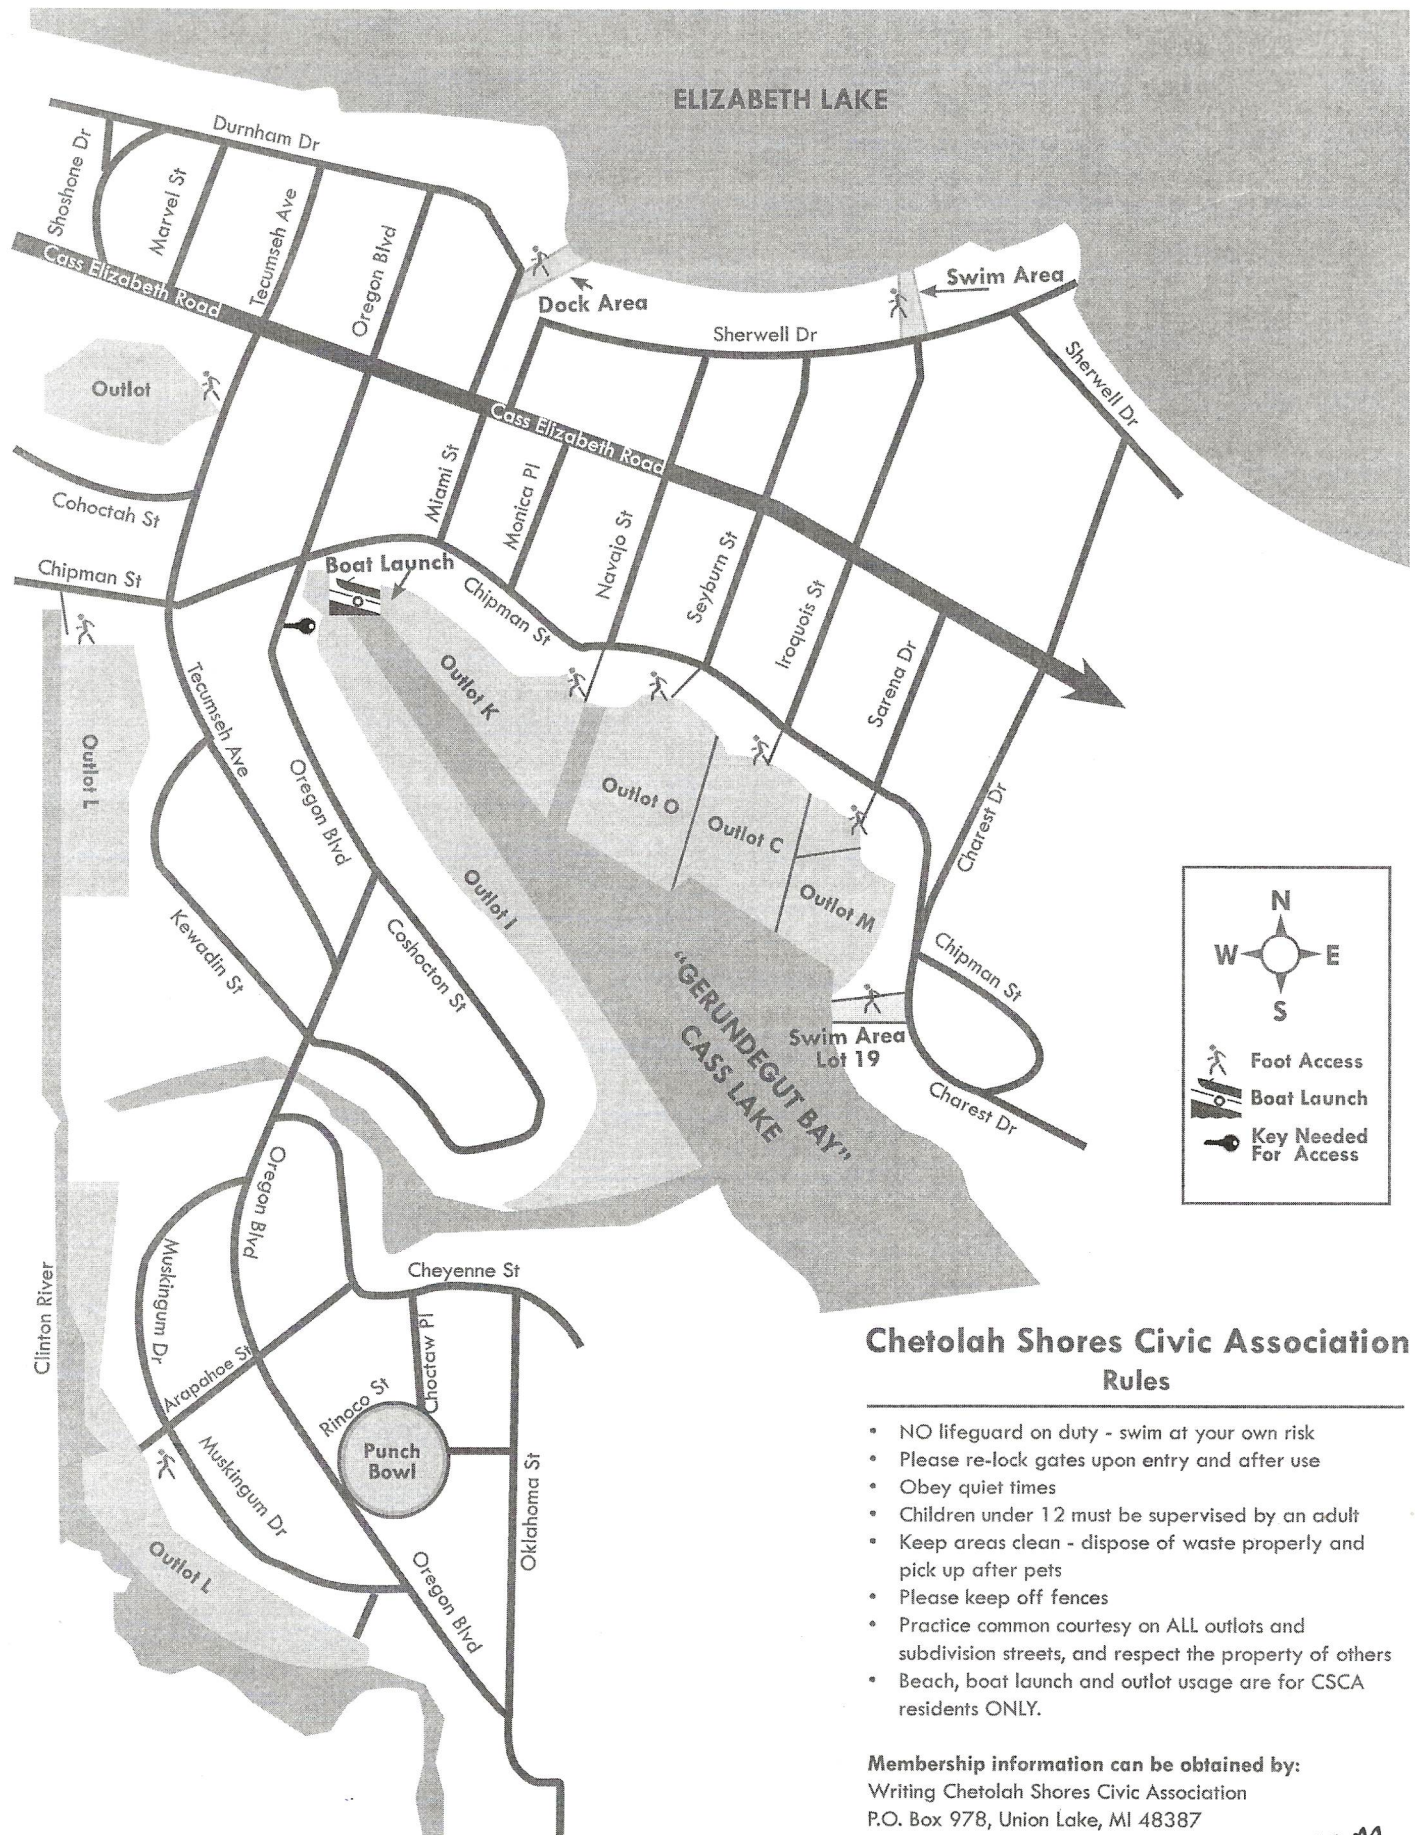 ELIZABETH LAKE
Durnham Dr
Shoshone Dr
Marvel St
Tecumseh Ave
Oregon Blvd
Cass Elizabeth Road
Dock Area
Swim Area
Sherwell Dr
Sherwell Dr
Outlot
Cass Elizabeth Road
Miami St
Monica Pl
Navajo St
Seyburn St
Iroquois St
Sarena Dr
Charest Dr
Cohoctah St
Chipman St
Boat Launch
Chipman St
Outlot K
Outlot L
Tecumseh Ave
Oregon Blvd
Outlot O
Outlot C
Outlot M
Outlot I
Kewadin St
Coshocton St
"GERUNDEGUT BAY"
CASS LAKE
Chipman St
Swim Area
Lot 19
Charest Dr
N
W E
S
Foot Access
Boat Launch
Key Needed
For Access
Oregon Blvd
Muskingum Dr
Clinton River
Cheyenne St
Choctaw Pl
Arapahoe St
Rinoco St
Punch
Bowl
Muskingum Dr
Oklahoma St
Outlot L
Oregon Blvd
Chetolah Shores Civic Association
Rules
• NO lifeguard on duty - swim at your own risk
• Please re-lock gates upon entry and after use
• Obey quiet times
• Children under 12 must be supervised by an adult
• Keep areas clean - dispose of waste properly and
pick up after pets
• Please keep off fences
• Practice common courtesy on ALL outlots and
subdivision streets, and respect the property of others
• Beach, boat launch and outlot usage are for CSCA
residents ONLY.
Membership information can be obtained by:
Writing Chetolah Shores Civic Association
P.O. Box 978, Union Lake, MI 48387